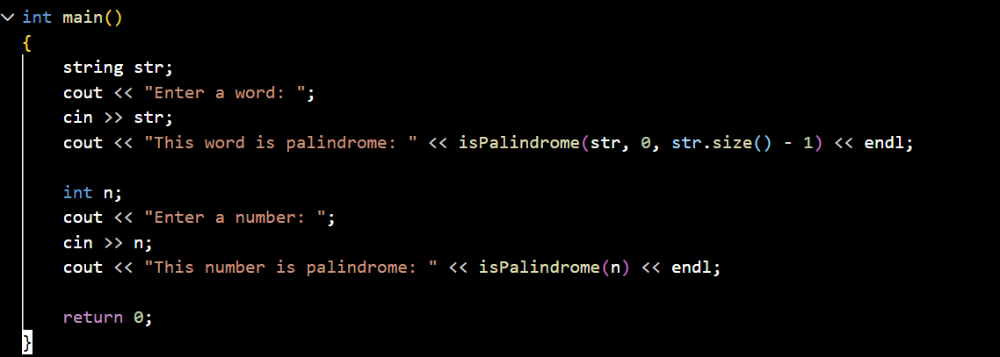 int main()
{
string str;
cout << "Enter a word: ";
cin >> str;
cout << "This word is palindrome: " << isPalindrome(str, 0, str.size() - 1) << endl;
int n;
cout << "Enter a number: ";
cin >> n;
cout << "This number is palindrome: " << isPalindrome(n) << endl;
return 0;
}